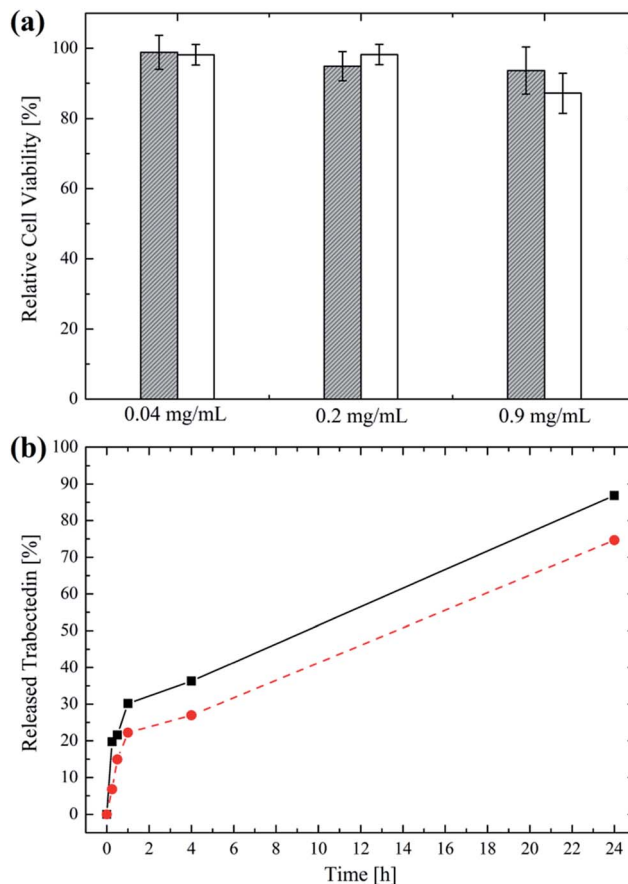 (a)
Relative Cell Viability [%]
100
80
60
40
20
0
0.04 mg/mL 0.2 mg/mL 0.9 mg/mL
(b)
Released Trabectedin [%]
100
90
80
70
60
50
40
30
20
10
0
0 2 4 6 8 10 12 14 16 18 20 22 24
Time [h]